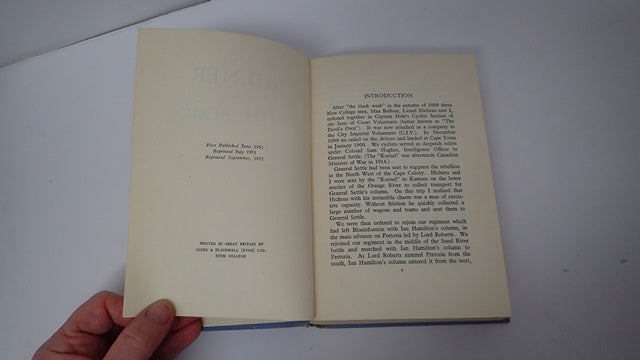 First Published June 1951
Reprinted July, 1951
Reprinted September, 1951
PRINTED IN GREAT BRITAIN BY
ALDEN & BLACKWELL (ETON) LTD.
ETON COLLEGE
INTRODUCTION
After "the black week" in the autumn of 1899 three
New College men, Max Balfour, Lionel Hichens and I,
enlisted together in Captain Hole's Cyclist Section of
the Inns of Court Volunteers (better known as "The
Devil's Own"). It was now attached as a company to
the City Imperial Volunteers (C.I.V.). In December
1899 we sailed on the Ariosto and landed at Cape Town
in January 1900. We cyclists served as despatch riders
under Colonel Sam Hughes, Intelligence Officer to
General Settle. (The "Kurnal" was afterwards Canadian
Minister of War in 1914.)
General Settle had been sent to suppress the rebellion
in the North West of the Cape Colony. Hichens and
I were sent by the "Kurnal" to Kamoes on the lower
reaches of the Orange River to collect transport for
General Settle's column. On this trip I realised that
Hichens with his invincible charm was a man of execu-
tive capacity. Without friction he quickly collected a
large number of wagons and teams and sent them to
General Settle.
We were then ordered to rejoin our regiment which
had left Bloemfontein with Ian Hamilton's column, in
the main advance on Pretoria led by Lord Roberts. We
rejoined our regiment in the middle of the Sand River
battle and marched with Ian Hamilton's column to
Pretoria. As Lord Roberts entered Pretoria from the
south, Ian Hamilton's column entered it from the west,
v